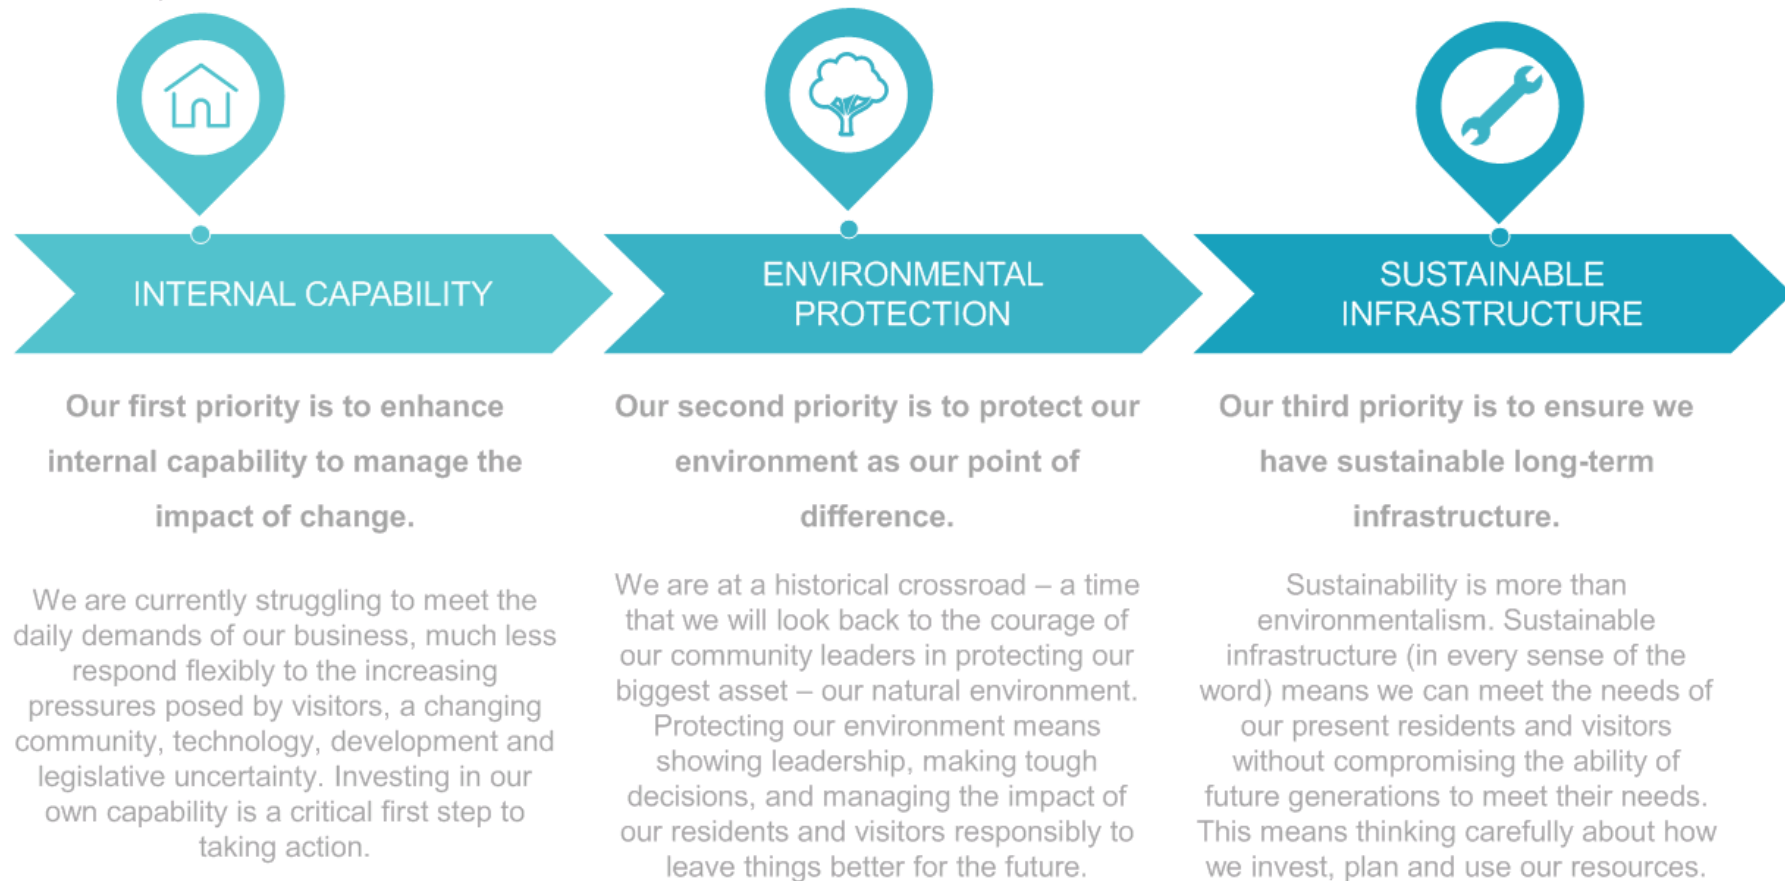 INTERNAL CAPABILITY
Our first priority is to enhance
internal capability to manage the
impact of change.
We are currently struggling to meet the
daily demands of our business, much less
respond flexibly to the increasing
pressures posed by visitors, a changing
community, technology, development and
legislative uncertainty. Investing in our
own capability is a critical first step to
taking action.
ENVIRONMENTAL
PROTECTION
Our second priority is to protect our
environment as our point of
difference.
We are at a historical crossroad – a time
that we will look back to the courage of
our community leaders in protecting our
biggest asset – our natural environment.
Protecting our environment means
showing leadership, making tough
decisions, and managing the impact of
our residents and visitors responsibly to
leave things better for the future.
SUSTAINABLE
INFRASTRUCTURE
Our third priority is to ensure we
have sustainable long-term
infrastructure.
Sustainability is more than
environmentalism. Sustainable
infrastructure (in every sense of the
word) means we can meet the needs of
our present residents and visitors
without compromising the ability of
future generations to meet their needs.
This means thinking carefully about how
we invest, plan and use our resources.